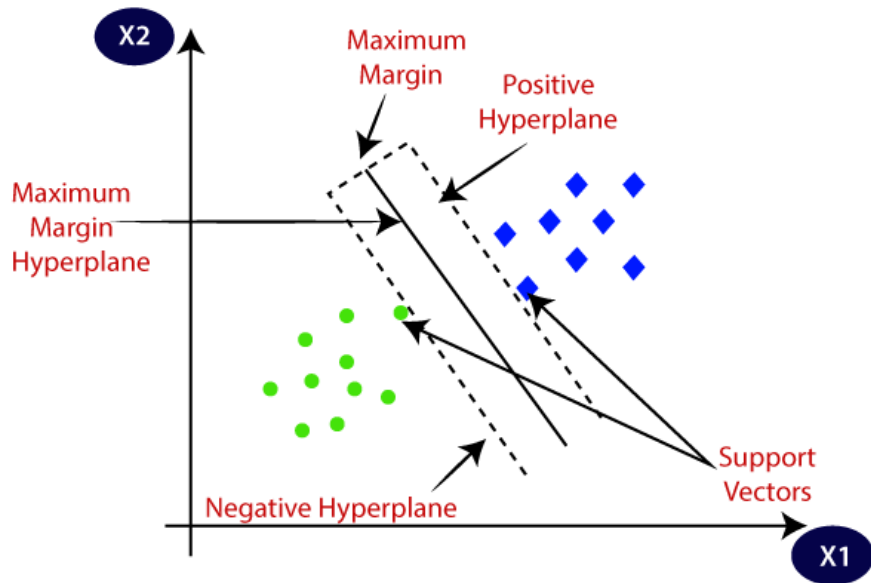 X2
Maximum
Margin
Positive
Hyperplane
Maximum
Margin
Hyperplane
Support
Vectors
Negative Hyperplane
X1